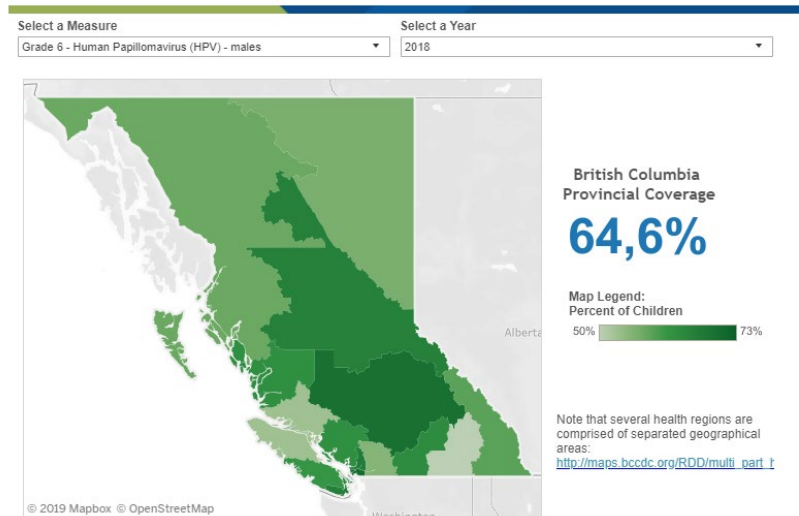 Select a Measure
Select a Year
Grade 6 - Human Papillomavirus (HPV) - males
2018
British Columbia
Provincial Coverage
64,6%
Map Legend:
Percent of Children
50%
73%
Alberta
Note that several health regions are
comprised of separated geographical
areas:
http://maps.bccdc.org/RDD/multi_part_h
© 2019 Mapbox © OpenStreetMap
Washington